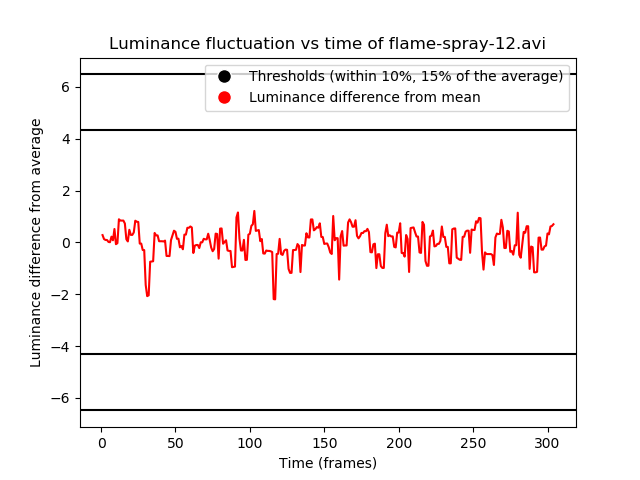 Luminance fluctuation vs time of flame-spray-12.avi
Thresholds (within 10%, 15% of the average)
Luminance difference from mean
Luminance difference from average
6
4
2
0
−2
−4
−6
0 50 100 150 200 250 300
Time (frames)